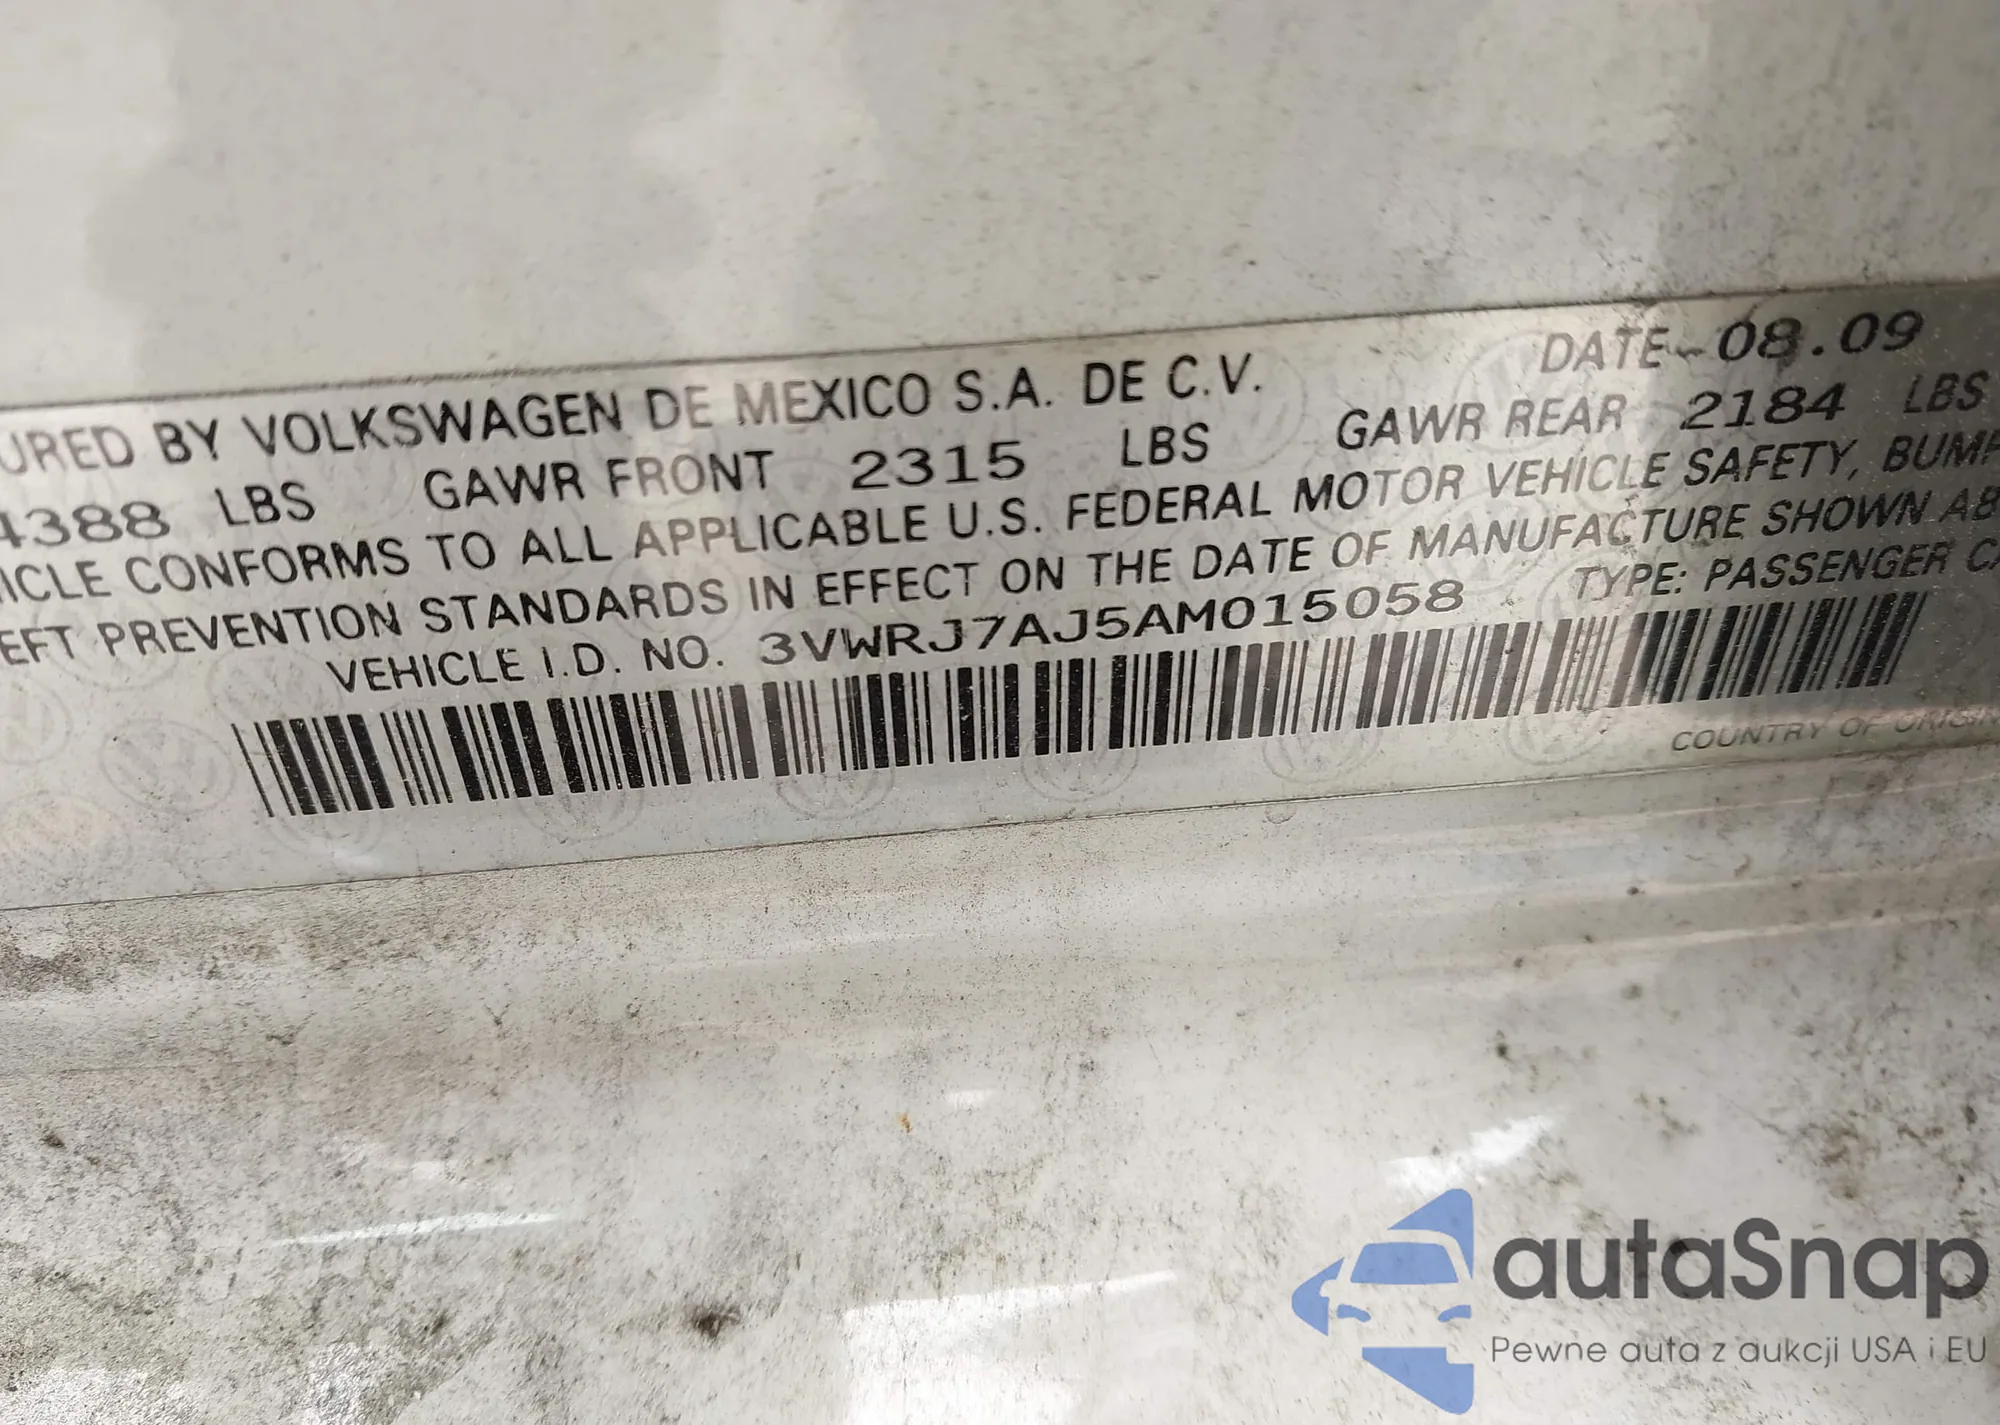 URED BY VOLKSWAGEN DE MEXICO S.A. DE C.V. DATE 08.09
4388 LBS GAWR FRONT 2315 LBS GAWR REAR 2184 LBS
ICLE CONFORMS TO ALL APPLICABLE U.S. FEDERAL MOTOR VEHICLE SAFETY, BUMP
EFT PREVENTION STANDARDS IN EFFECT ON THE DATE OF MANUFACTURE SHOWN AB
VEHICLE I.D. NO. 3VWRJ7AJ5AM015058 TYPE: PASSENGER CA
COUNTRY OF ORIGIN
autaSnap
Pewne auta z aukcji USA i EU